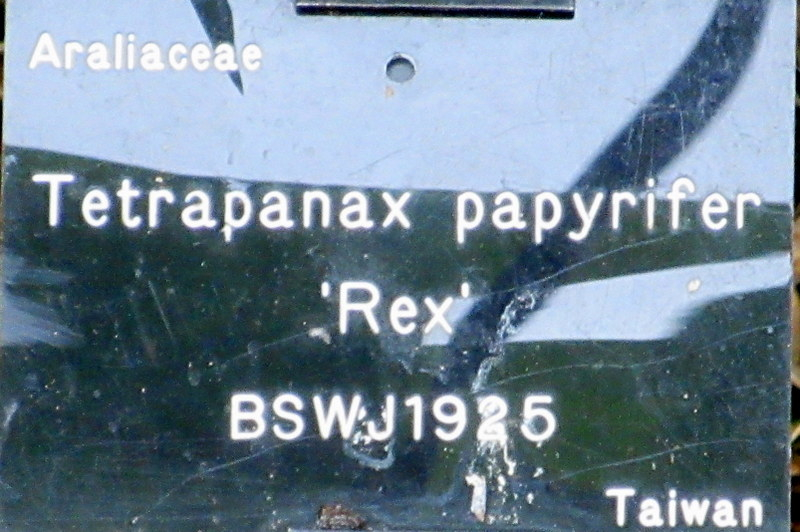 Araliaceae
Tetrapanax papyrifer
'Rex'
BSWJ1925
Taiwan